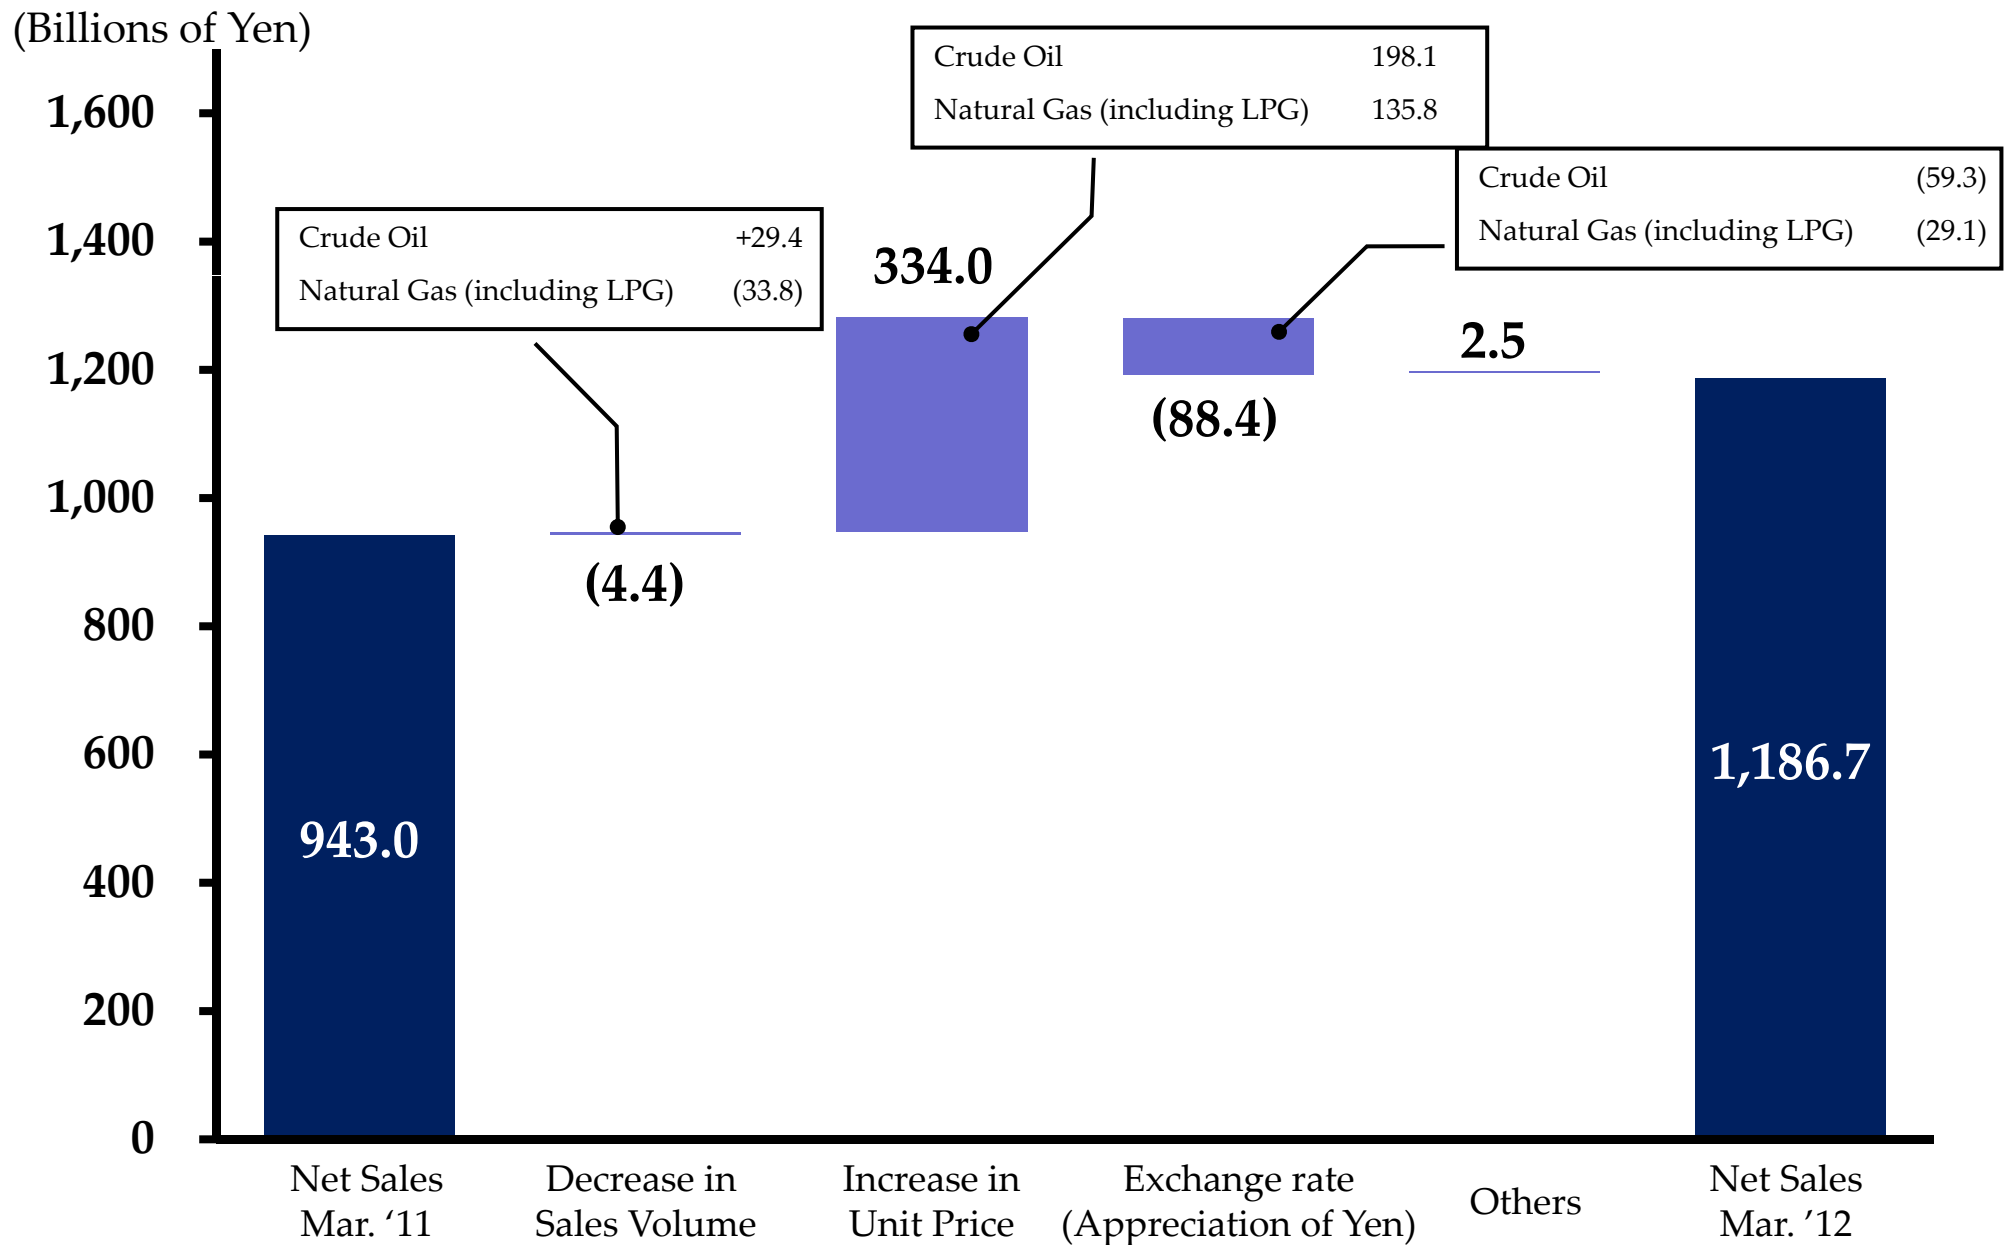 (Billions of Yen)
1,600
1,400
1,200
1,000
800
600
400
200
0
Crude Oil +29.4
Natural Gas (including LPG) (33.8)
Crude Oil 198.1
Natural Gas (including LPG) 135.8
Crude Oil (59.3)
Natural Gas (including LPG) (29.1)
943.0
(4.4)
334.0
(88.4)
2.5
1,186.7
Net Sales
Mar. ‘11
Decrease in
Sales Volume
Increase in
Unit Price
Exchange rate
(Appreciation of Yen)
Others
Net Sales
Mar. ’12